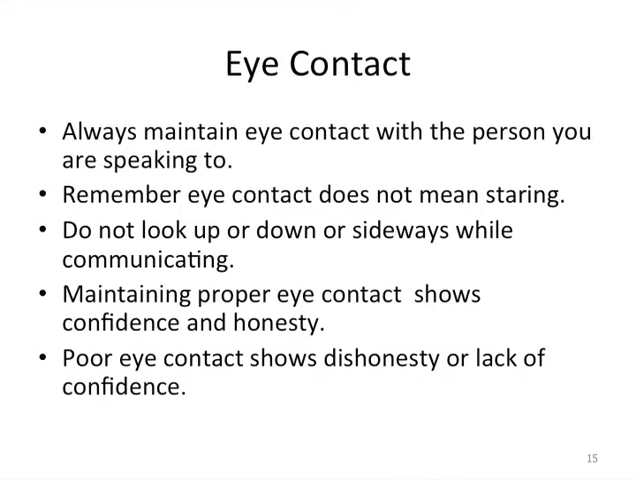 Eye Contact
• Always maintain eye contact with the person you
are speaking to.
• Remember eye contact does not mean staring.
• Do not look up or down or sideways while
communicating.
• Maintaining proper eye contact  shows
confidence and honesty.
• Poor eye contact shows dishonesty or lack of
confidence.
15